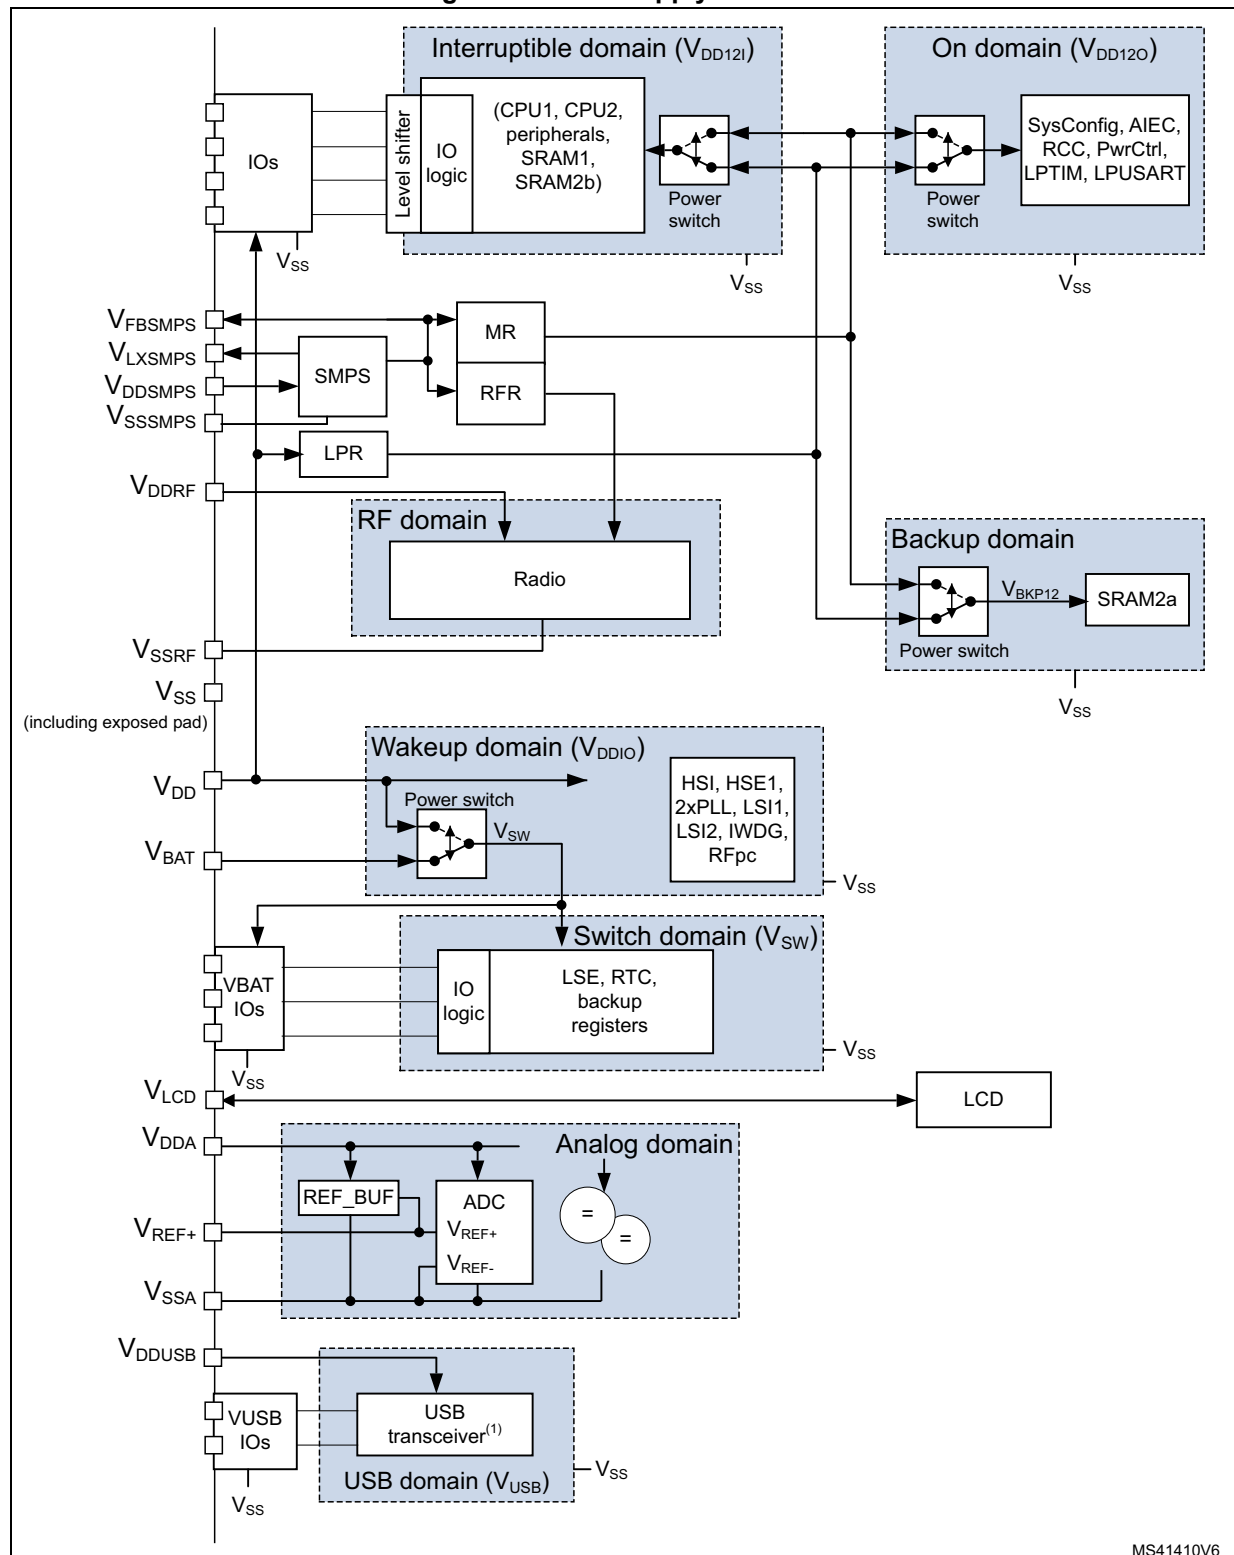 Interruptible domain (VDD12I)
On domain (VDD12O)
IOs
Level shifter
IO
logic
(CPU1, CPU2,
peripherals,
SRAM1,
SRAM2b)
Power
switch
Power
switch
SysConfig, AIEC,
RCC, PwrCtrl,
LPTIM, LPUSART
VSS
VSS
VSS
VFBSMPS
VLXSMPS
VDDSMPS
VSSSMPS
SMPS
MR
RFR
LPR
VDDRF
RF domain
Radio
Backup domain
VBKP12
SRAM2a
Power switch
VSS
VSSRF
VSS
(including exposed pad)
Wakeup domain (VDDIO)
VDD
Power switch
VSW
HSI, HSE1,
2xPLL, LSI1,
LSI2, IWDG,
RFpc
VBAT
VSS
Switch domain (VSW)
VBAT
IOs
IO
logic
LSE, RTC,
backup
registers
VSS
VSS
VLCD
LCD
VDDA
Analog domain
REF_BUF
ADC
VREF+
VREF-
=
=
VREF+
VSSA
VDDUSB
VUSB
IOs
USB
transceiver(1)
USB domain (VUSB)
VSS
VSS
MS41410V6